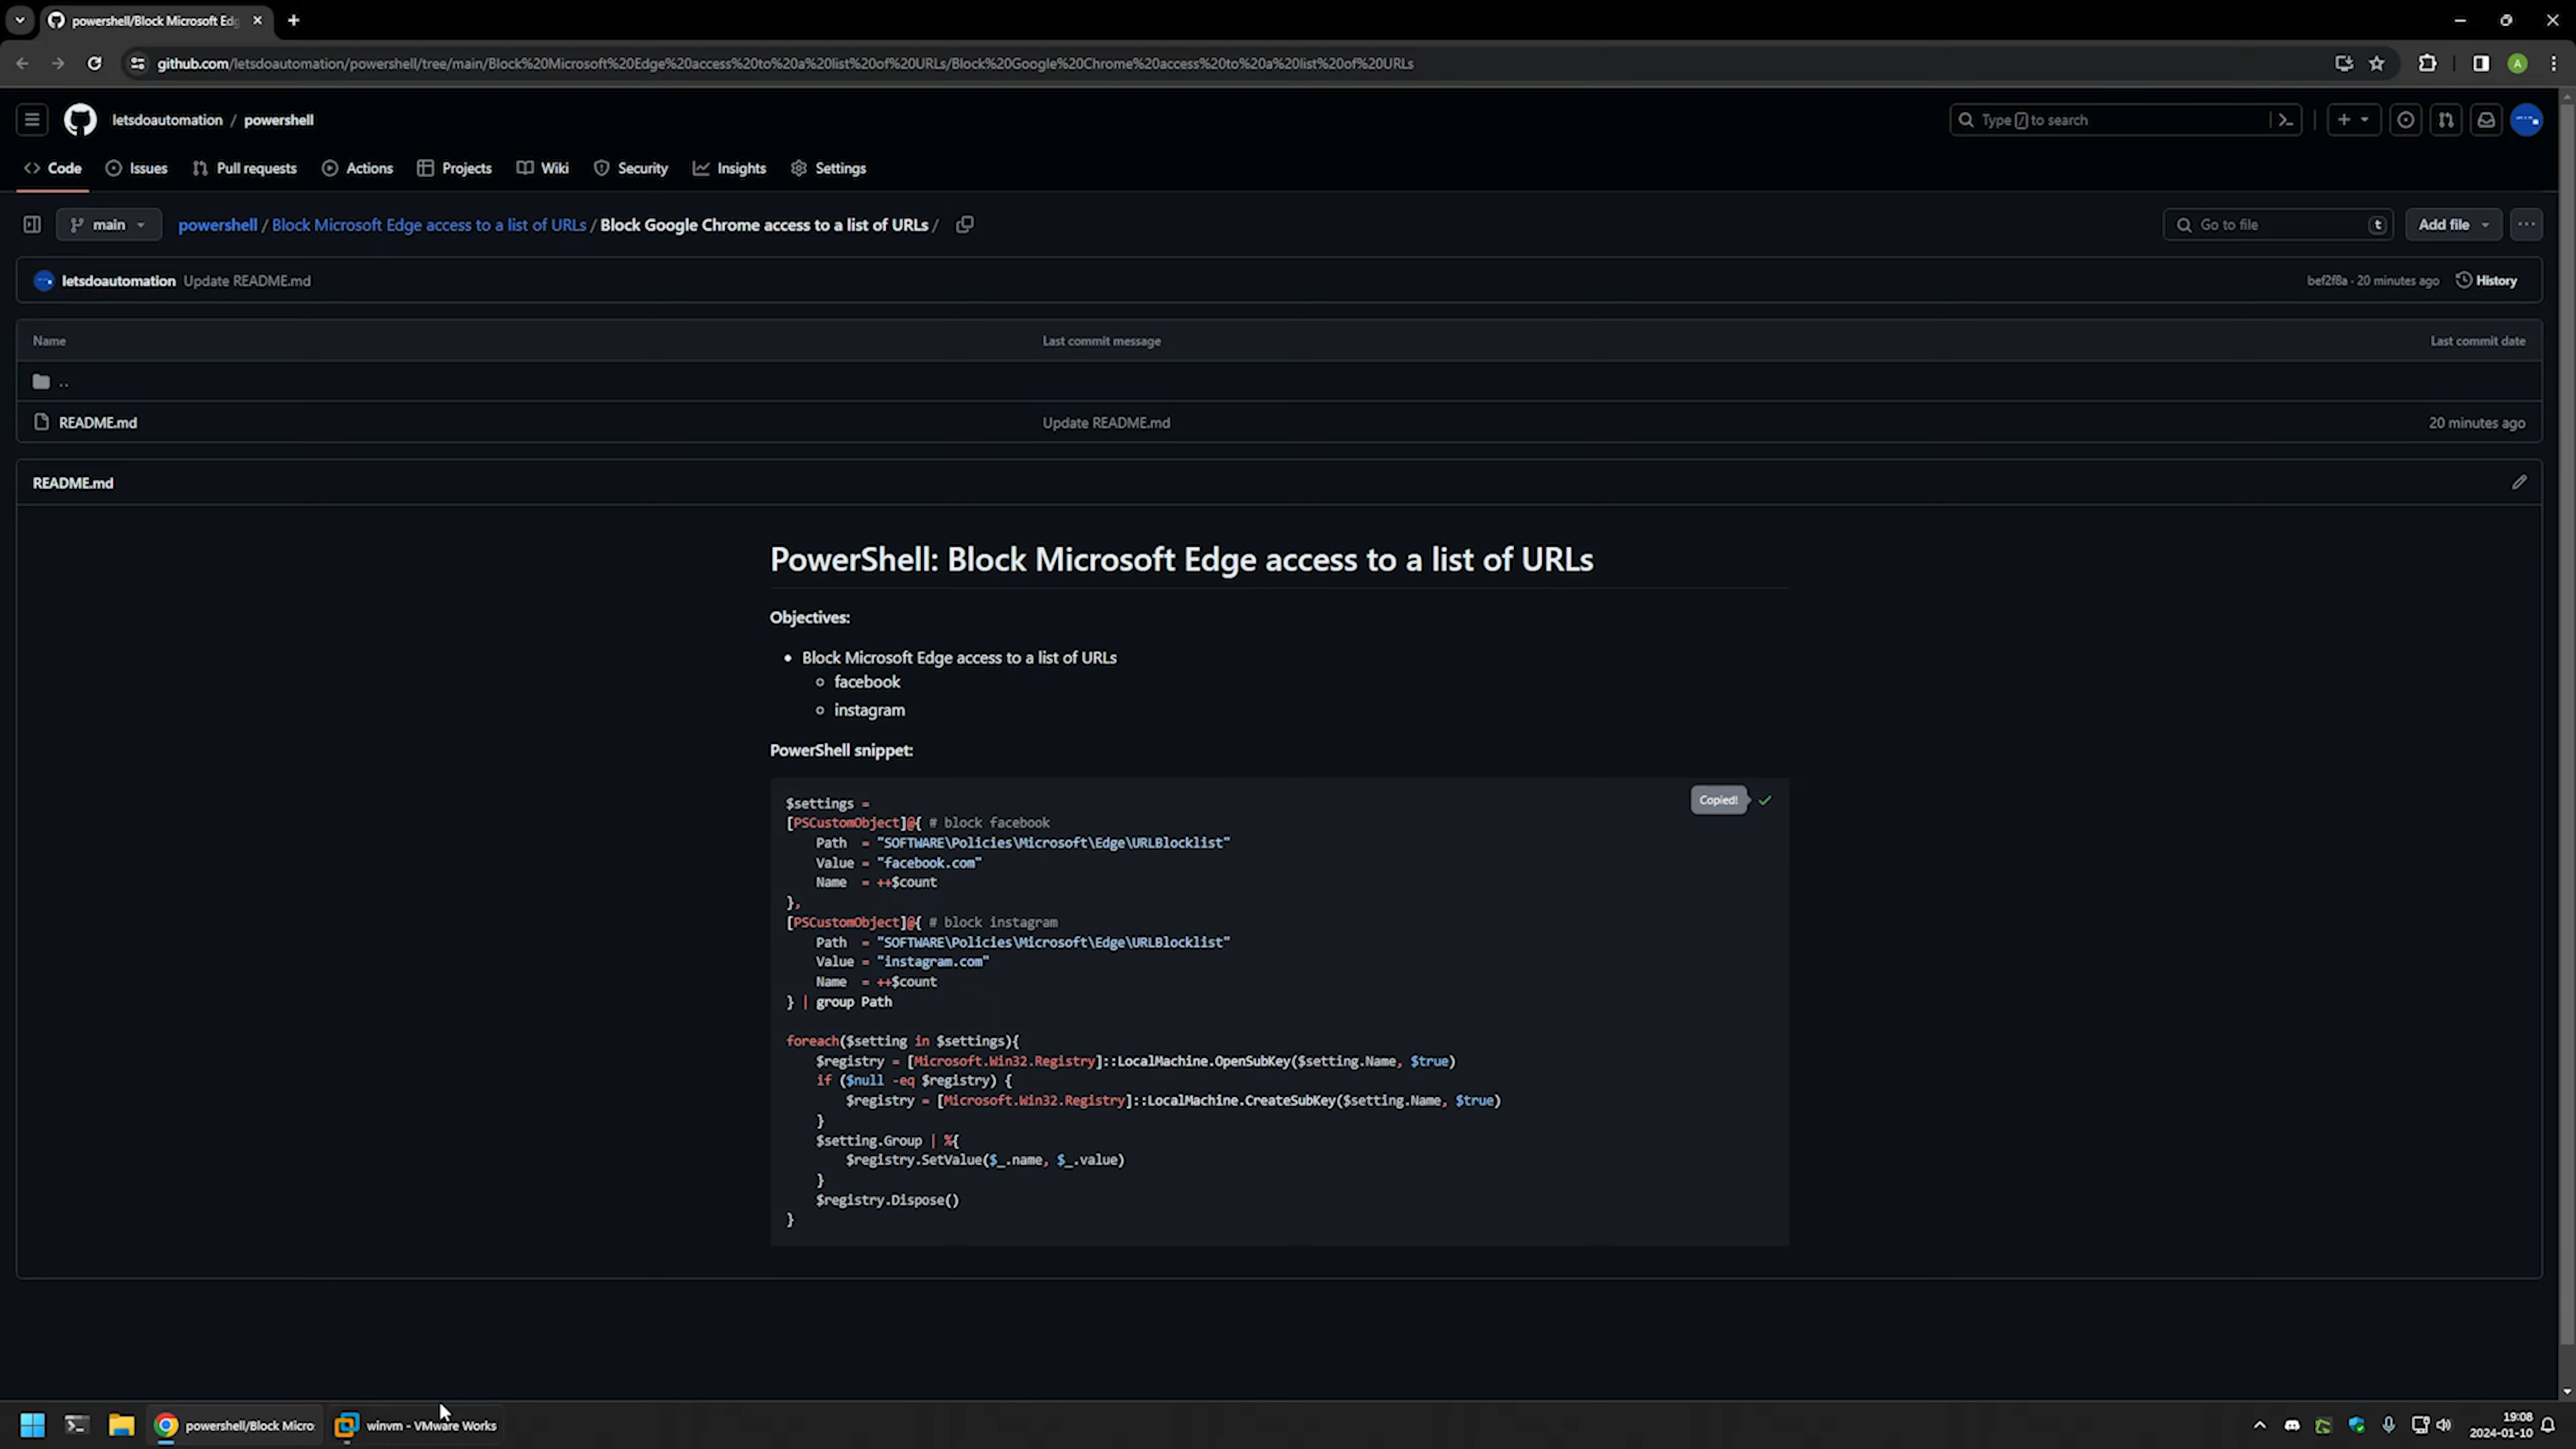 powershell/Block Microsoft Edg
github.com/letsdoautomation/powershell/tree/main/Block%20Microsoft%20Edge%20access%20to%20a%20list%20of%20URLs/Block%20Google%20Chrome%20access%20to%20a%20list%20of%20URLs
A
letsdoautomation / powershell
Type / to search
Code Issues Pull requests Actions Projects Wiki Security Insights Settings
main powershell / Block Microsoft Edge access to a list of URLs / Block Google Chrome access to a list of URLs /
Go to file t Add file
letsdoautomation Update README.md bef2f8a · 20 minutes ago History
Name Last commit message Last commit date
..
README.md Update README.md 20 minutes ago
README.md
PowerShell: Block Microsoft Edge access to a list of URLs
Objectives:
Block Microsoft Edge access to a list of URLs
facebook
instagram
PowerShell snippet:
Copied!
$settings =
[PSCustomObject]@{ # block facebook
Path = "SOFTWARE\Policies\Microsoft\Edge\URLBlocklist"
Value = "facebook.com"
Name = ++$count
},
[PSCustomObject]@{ # block instagram
Path = "SOFTWARE\Policies\Microsoft\Edge\URLBlocklist"
Value = "instagram.com"
Name = ++$count
} | group Path
foreach($setting in $settings){
$registry = [Microsoft.Win32.Registry]::LocalMachine.OpenSubKey($setting.Name, $true)
if ($null -eq $registry) {
$registry = [Microsoft.Win32.Registry]::LocalMachine.CreateSubKey($setting.Name, $true)
}
$setting.Group | %{
$registry.SetValue($_.name, $_.value)
}
$registry.Dispose()
}
powershell/Block Micro
winvm - VMware Works
19:08
2024-01-10